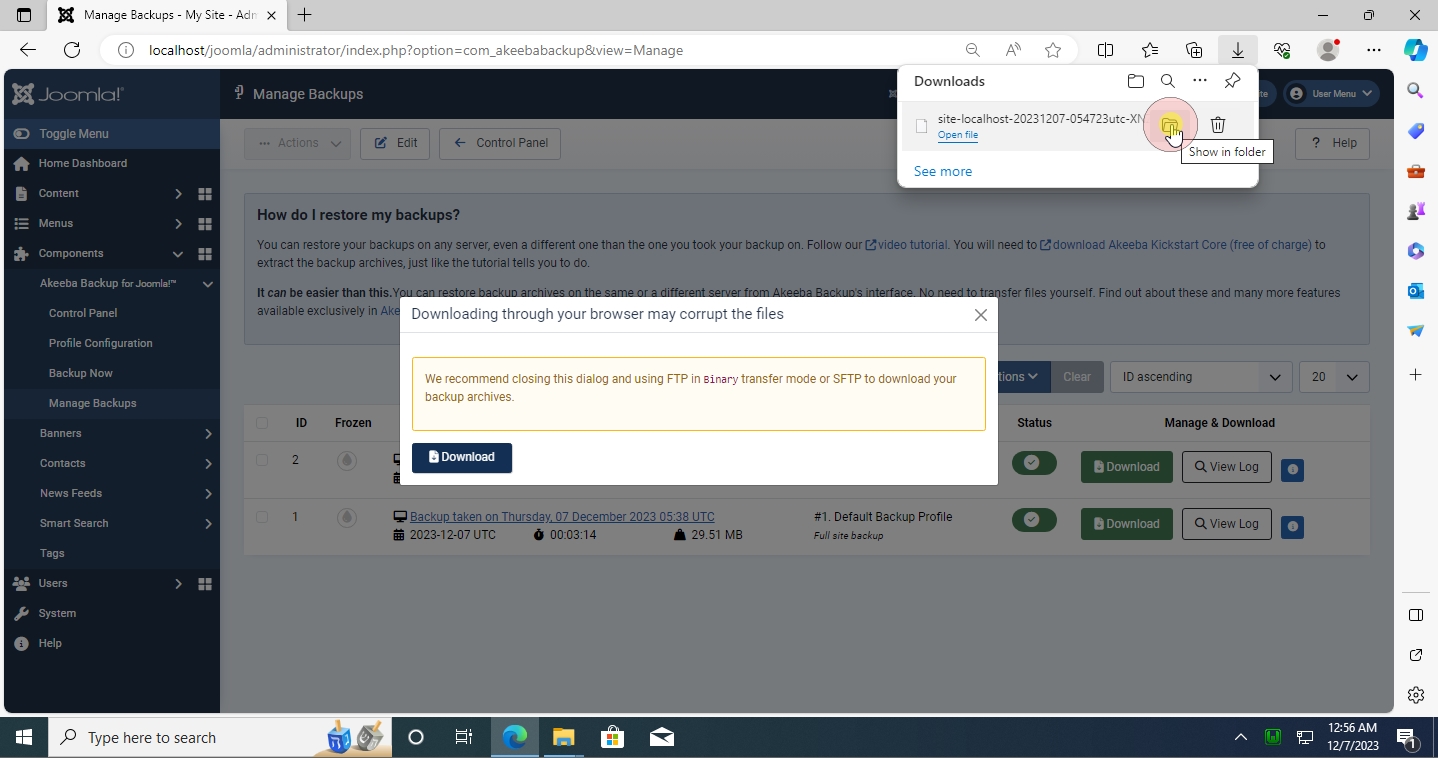 Manage Backups - My Site - Adm
localhost/joomla/administrator/index.php?option=com_akeebabackup&view=Manage
Joomla!
Manage Backups
User Menu
Downloads
site-localhost-20231207-054723utc-XN
Open file
Show in folder
See more
Toggle Menu
Home Dashboard
Content
Menus
Components
Akeeba Backup for Joomla!™
Control Panel
Profile Configuration
Backup Now
Manage Backups
Banners
Contacts
News Feeds
Smart Search
Tags
Users
System
Help
Actions
Edit
Control Panel
Help
How do I restore my backups?
You can restore your backups on any server, even a different one than the one you took your backup on. Follow our video tutorial. You will need to download Akeeba Kickstart Core (free of charge) to
extract the backup archives, just like the tutorial tells you to do.
It can be easier than this. You can restore backup archives on the same or a different server from Akeeba Backup's interface. No need to transfer files yourself. Find out about these and many more features
available exclusively in
Downloading through your browser may corrupt the files
We recommend closing this dialog and using FTP in Binary transfer mode or SFTP to download your
backup archives.
Download
Clear
ID ascending
20
ID
Frozen
Status
Manage & Download
2
Download
View Log
1
Backup taken on Thursday, 07 December 2023 05:38 UTC
#1. Default Backup Profile
Download
View Log
2023-12-07 UTC
00:03:14
29.51 MB
Full site backup
Type here to search
12:56 AM
12/7/2023
1